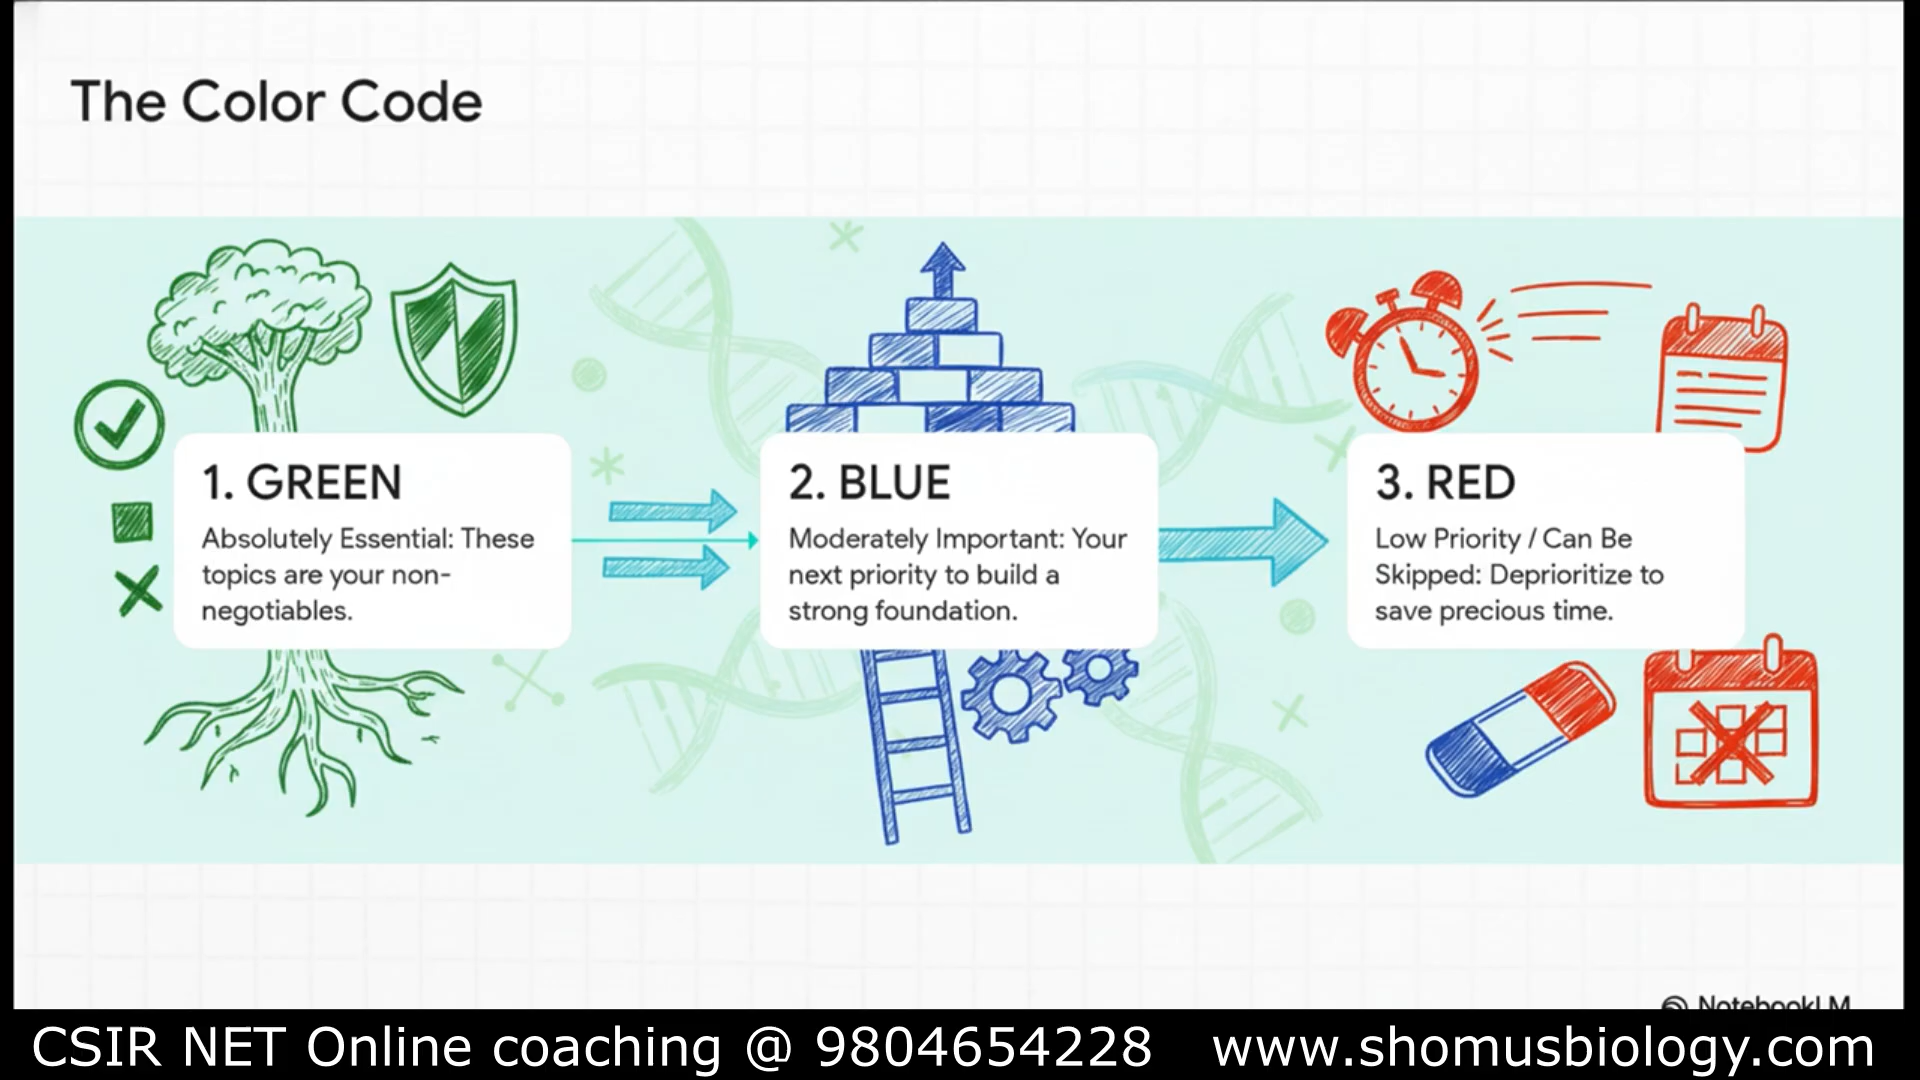 The Color Code
1. GREEN
Absolutely Essential: These
topics are your non-
negotiables.
2. BLUE
Moderately Important: Your
next priority to build a
strong foundation.
3. RED
Low Priority / Can Be
Skipped: Deprioritize to
save precious time.
NotebookLM
CSIR NET Online coaching @ 9804654228 www.shomusbiology.com